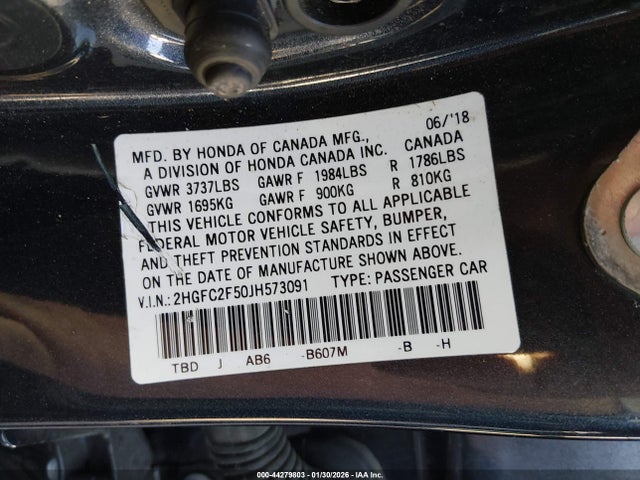 06/'18
MFD. BY HONDA OF CANADA MFG., CANADA
A DIVISION OF HONDA CANADA INC.
GVWR 3737LBS GAWR F 1984LBS R 1786LBS
GVWR 1695KG GAWR F 900KG R 810KG
THIS VEHICLE CONFORMS TO ALL APPLICABLE
FEDERAL MOTOR VEHICLE SAFETY, BUMPER,
AND THEFT PREVENTION STANDARDS IN EFFECT
ON THE DATE OF MANUFACTURE SHOWN ABOVE.
V.I.N.:2HGFC2F50JH573091 TYPE: PASSENGER CAR
TBD J AB6 -B607M -B -H
000-44279803 | 01/30/2026 | IAA Inc.